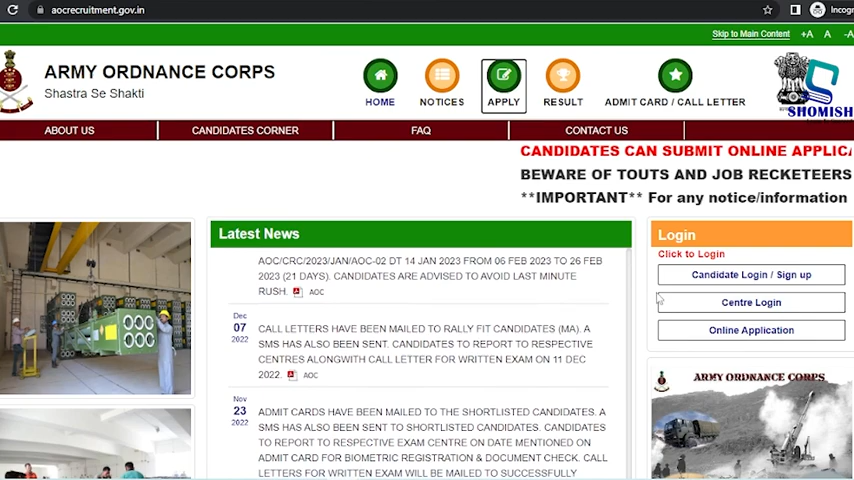 aocrecruitment.gov.in
Incogn
Skip to Main Content +A A -A
ARMY ORDNANCE CORPS
Shastra Se Shakti
HOME NOTICES APPLY RESULT ADMIT CARD / CALL LETTER
SHOMISH
ABOUT US CANDIDATES CORNER FAQ CONTACT US
CANDIDATES CAN SUBMIT ONLINE APPLICA
BEWARE OF TOUTS AND JOB RECKETEERS
**IMPORTANT** For any notice/information
Latest News
AOC/CRC/2023/JAN/AOC-02 DT 14 JAN 2023 FROM 06 FEB 2023 TO 26 FEB
2023 (21 DAYS). CANDIDATES ARE ADVISED TO AVOID LAST MINUTE
RUSH. AOC
Dec
07
2022
CALL LETTERS HAVE BEEN MAILED TO RALLY FIT CANDIDATES (MA). A
SMS HAS ALSO BEEN SENT. CANDIDATES TO REPORT TO RESPECTIVE
CENTRES ALONGWITH CALL LETTER FOR WRITTEN EXAM ON 11 DEC
2022. AOC
Nov
23
2022
ADMIT CARDS HAVE BEEN MAILED TO THE SHORTLISTED CANDIDATES. A
SMS HAS ALSO BEEN SENT TO SHORTLISTED CANDIDATES. CANDIDATES
TO REPORT TO RESPECTIVE EXAM CENTRE ON DATE MENTIONED ON
ADMIT CARD FOR BIOMETRIC REGISTRATION & DOCUMENT CHECK. CALL
LETTERS FOR WRITTEN EXAM WILL BE MAILED TO SUCCESSFULLY
Login
Click to Login
Candidate Login / Sign up
Centre Login
Online Application
ARMY ORDNANCE CORPS